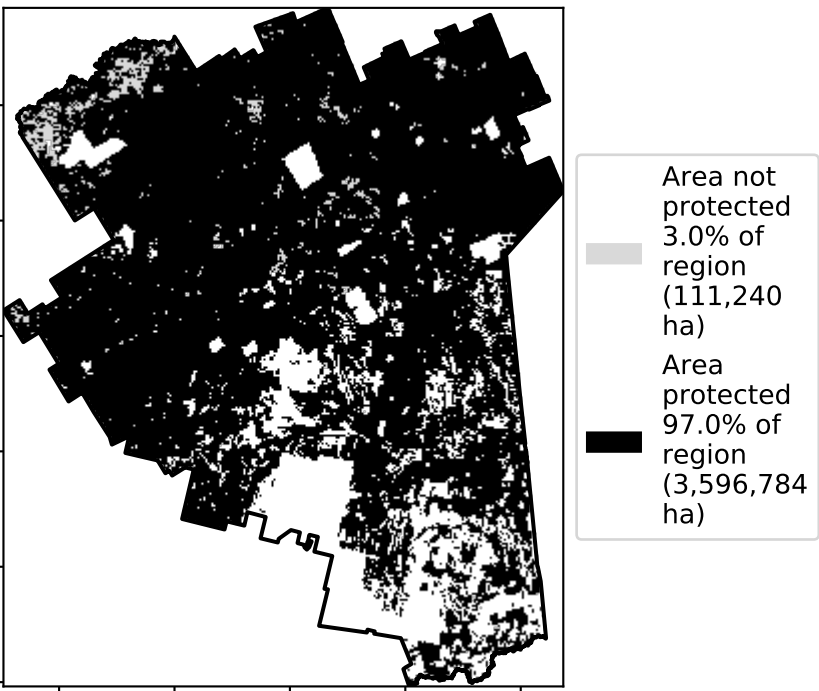 Area not
protected
3.0% of
region
(111,240
ha)
Area
protected
97.0% of
region
(3,596,784
ha)